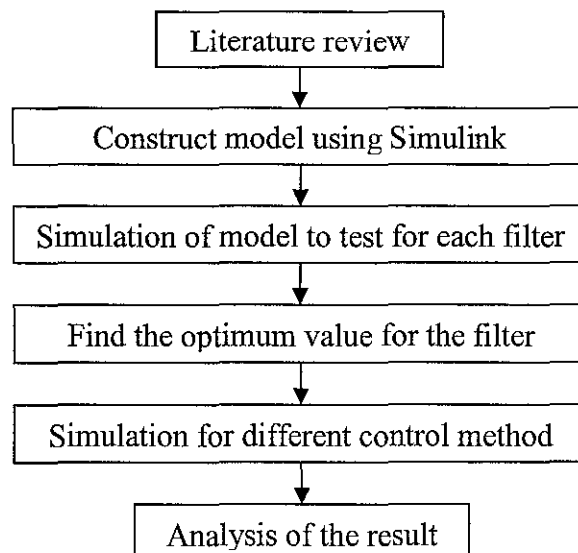 Literature review
Construct model using Simulink
Simulation of model to test for each filter
Find the optimum value for the filter
Simulation for different control method
Analysis of the result